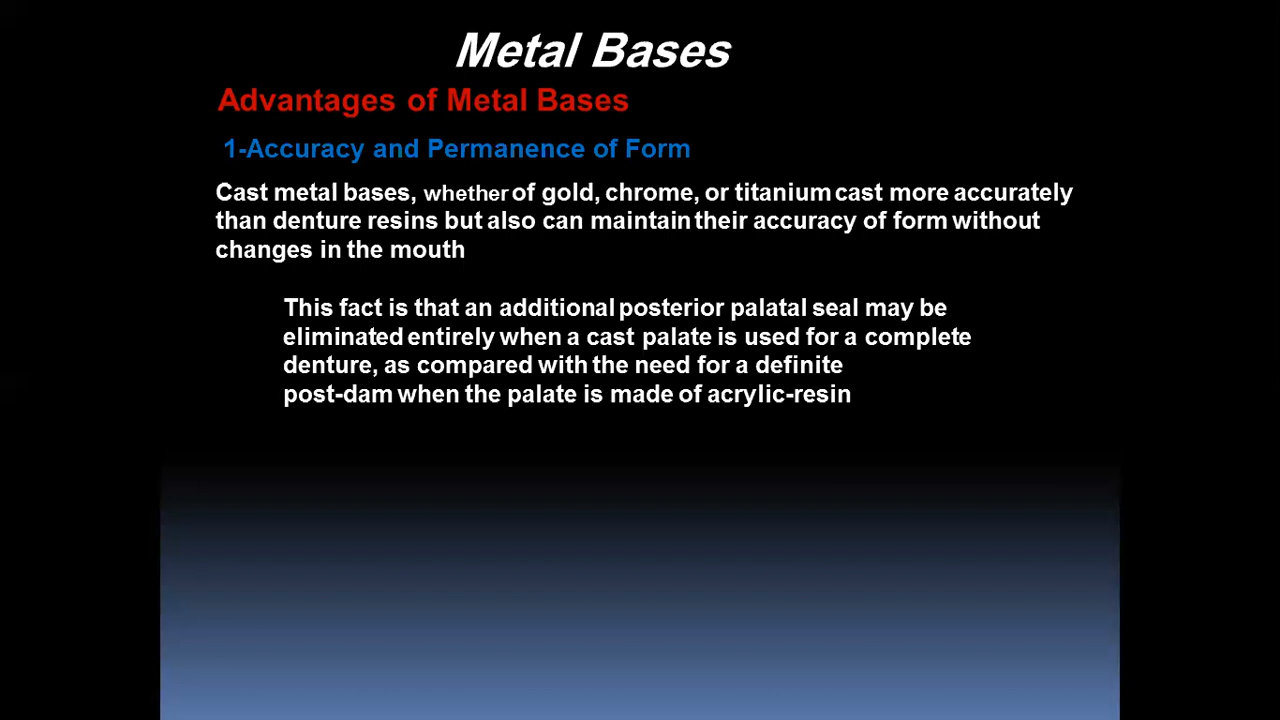 Metal Bases
Advantages of Metal Bases
1-Accuracy and Permanence of Form
Cast metal bases, whether of gold, chrome, or titanium cast more accurately
than denture resins but also can maintain their accuracy of form without
changes in the mouth
This fact is that an additional posterior palatal seal may be
eliminated entirely when a cast palate is used for a complete
denture, as compared with the need for a definite
post-dam when the palate is made of acrylic-resin